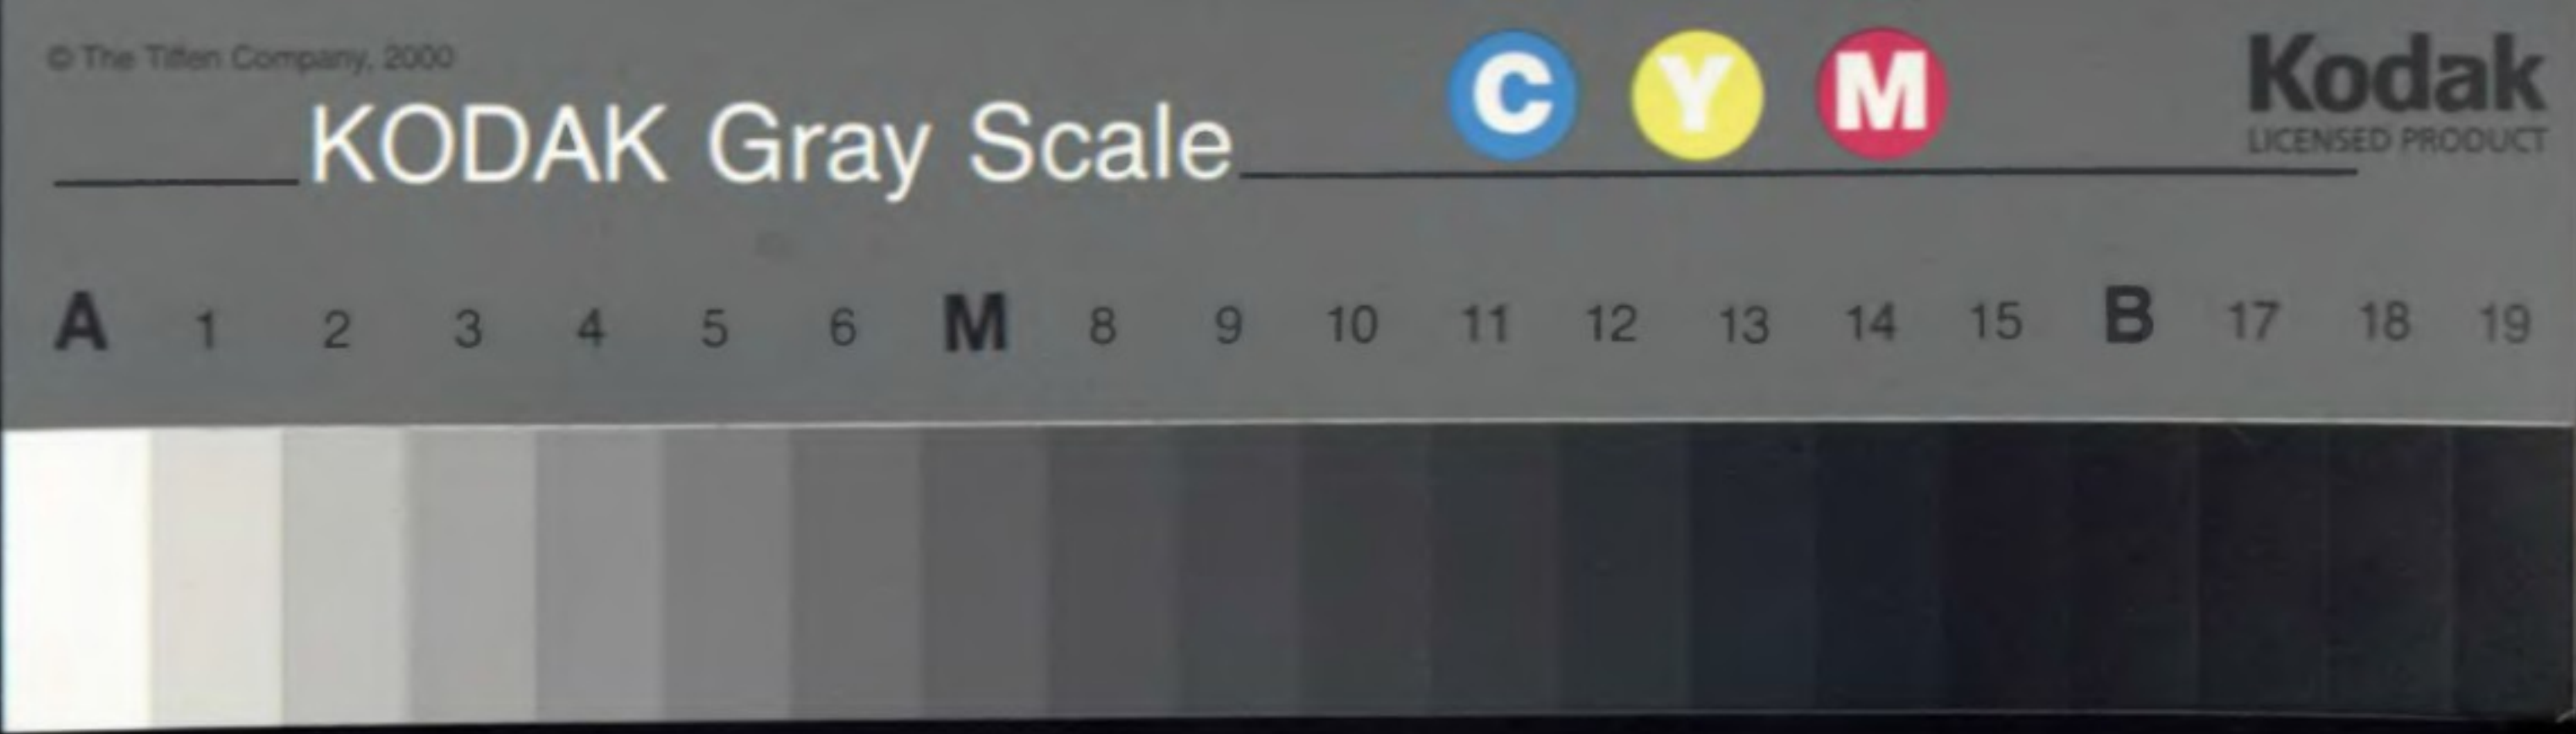 © The Tiffen Company, 2000
KODAK Gray Scale
C Y M
Kodak
LICENSED PRODUCT
A 1 2 3 4 5 6 M 8 9 10 11 12 13 14 15 B 17 18 19